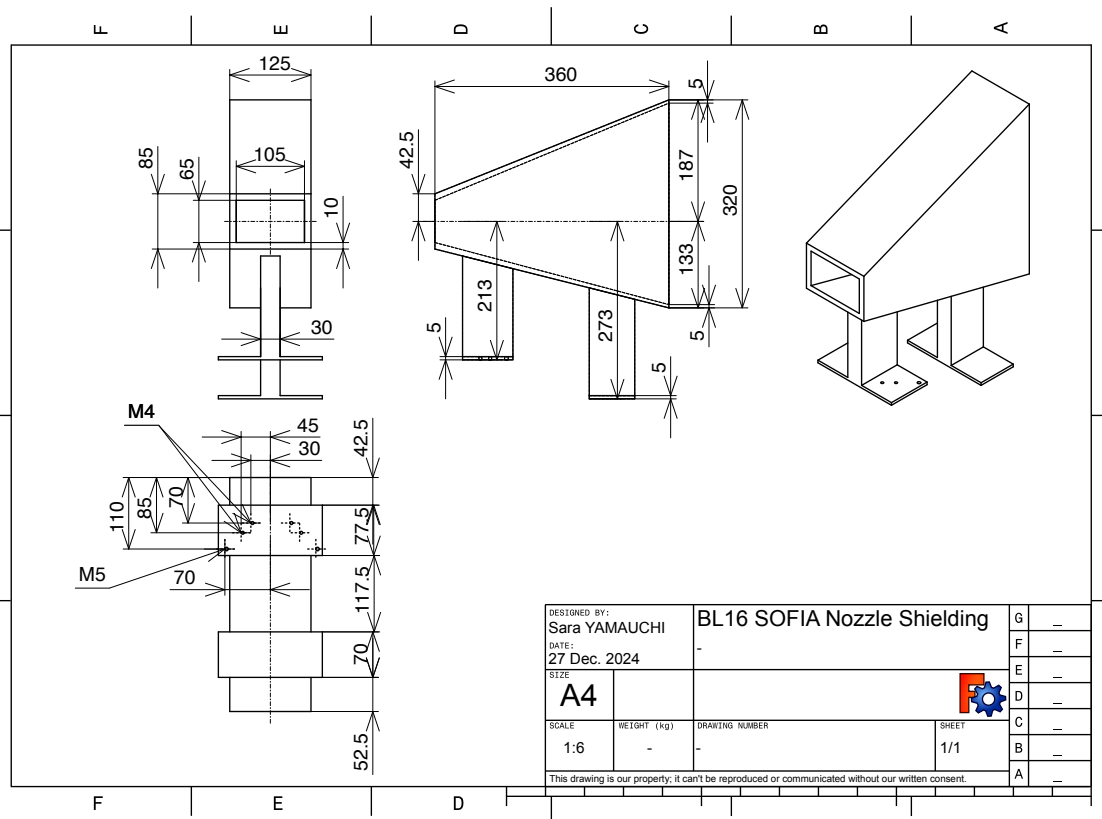 F E D C B A
125
85
65
105
10
30
360
42.5
5
187
320
133
213
273
5
5
5
M4
45
30
42.5
110
85
70
77.5
M5
70
117.5
70
52.5
DESIGNED BY:
Sara YAMAUCHI
DATE:
27 Dec. 2024
BL16 SOFIA Nozzle Shielding
-
SIZE
A4
SCALE
1:6
WEIGHT (kg)
-
DRAWING NUMBER
-
SHEET
1/1
This drawing is our property; it can't be reproduced or communicated without our written consent.
G _
F _
E _
D _
C _
B _
A _
F E D